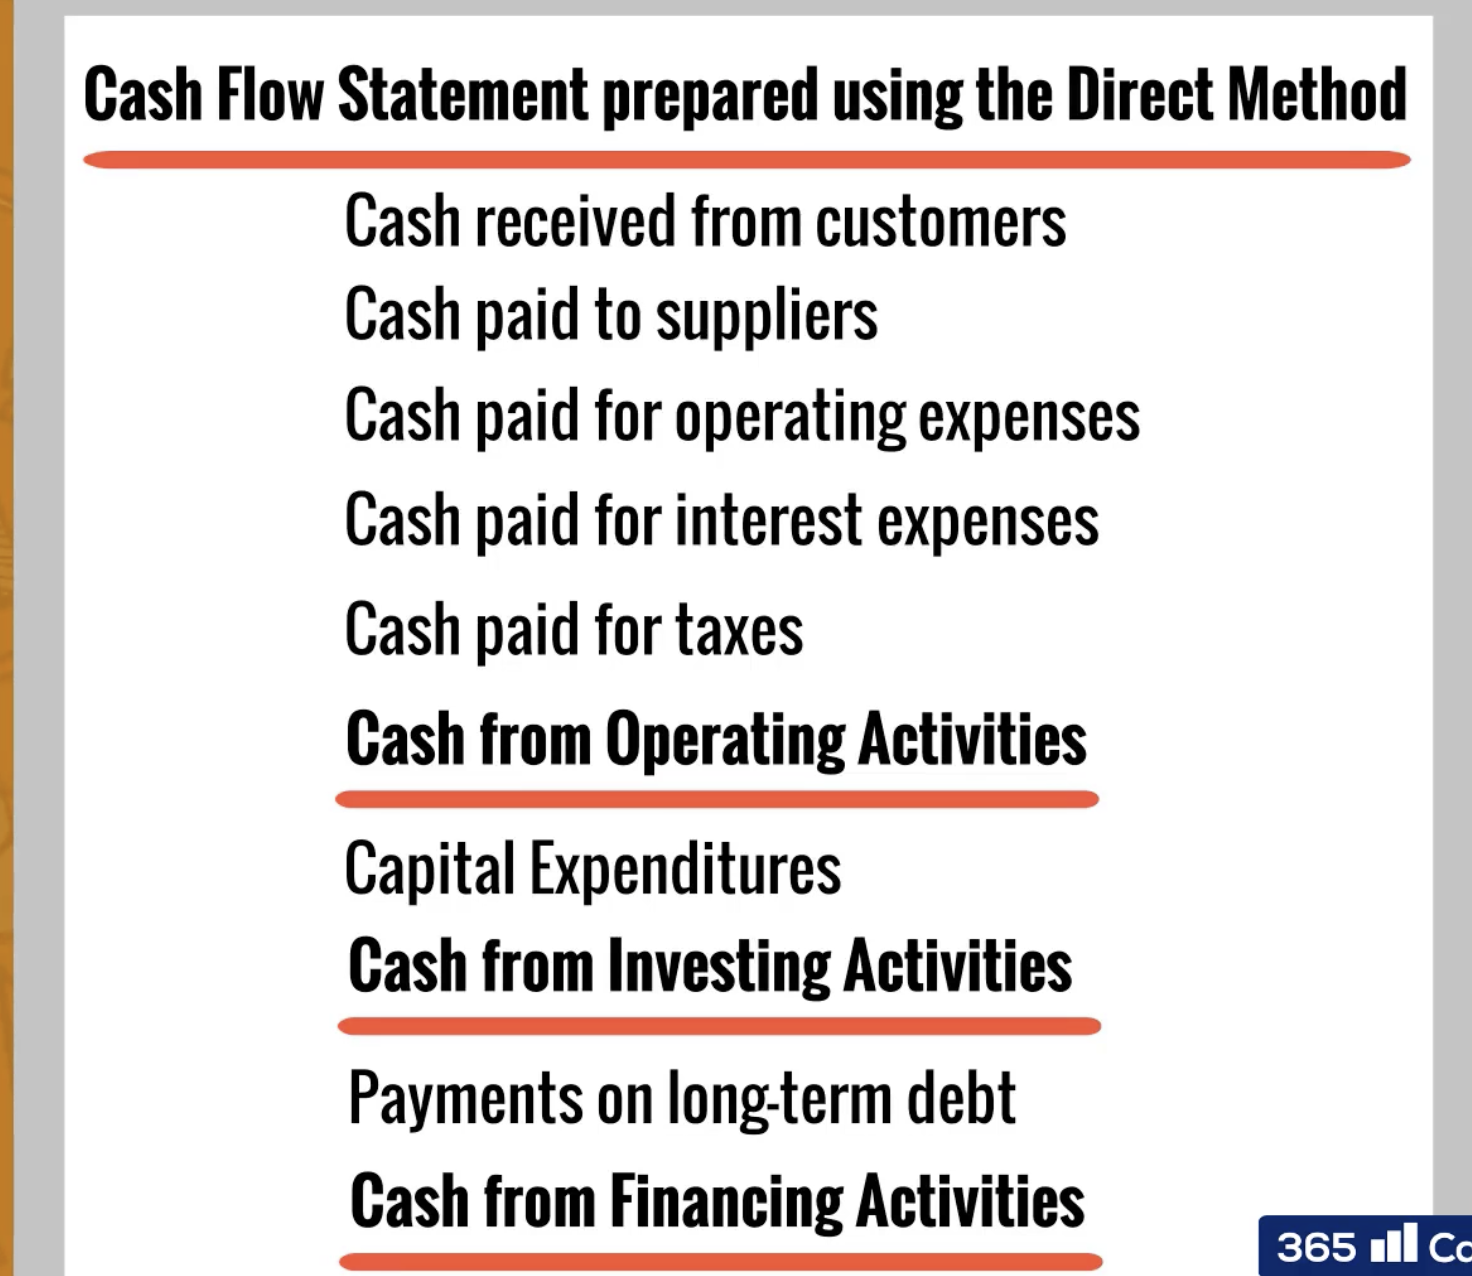 Cash Flow Statement prepared using the Direct Method
Cash received from customers
Cash paid to suppliers
Cash paid for operating expenses
Cash paid for interest expenses
Cash paid for taxes
Cash from Operating Activities
Capital Expenditures
Cash from Investing Activities
Payments on long-term debt
Cash from Financing Activities
365